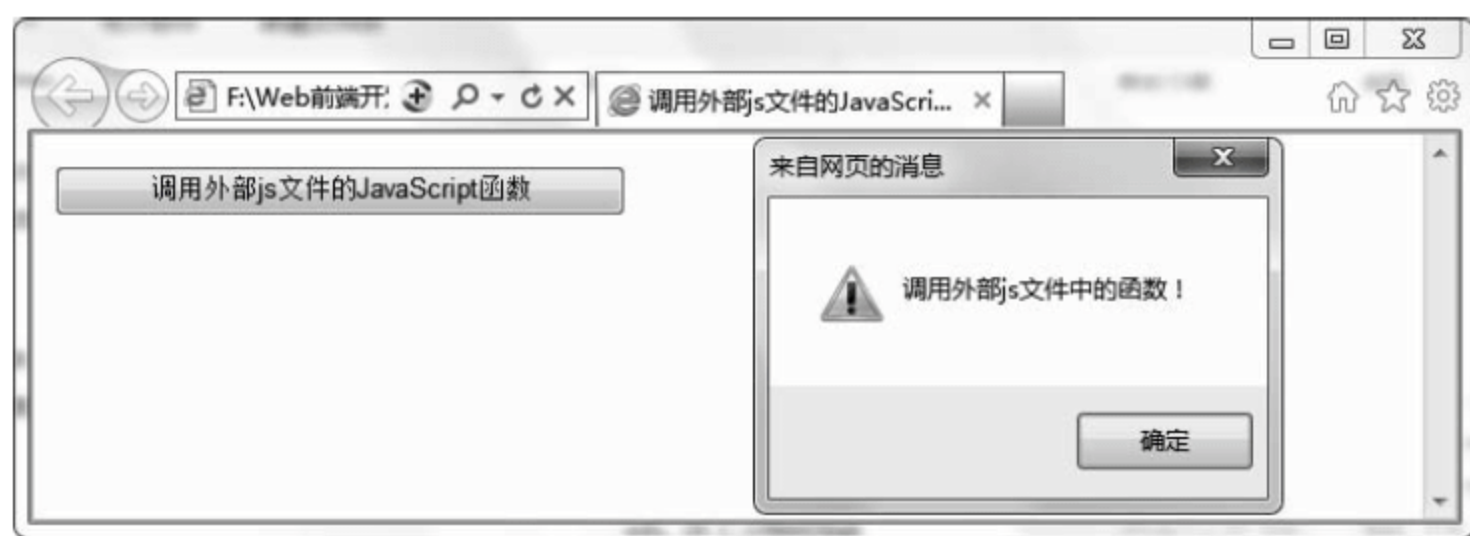 F:\Web前端开
调用外部js文件的JavaScri...
调用外部js文件的JavaScript函数
来自网页的消息
调用外部js文件中的函数！
确定